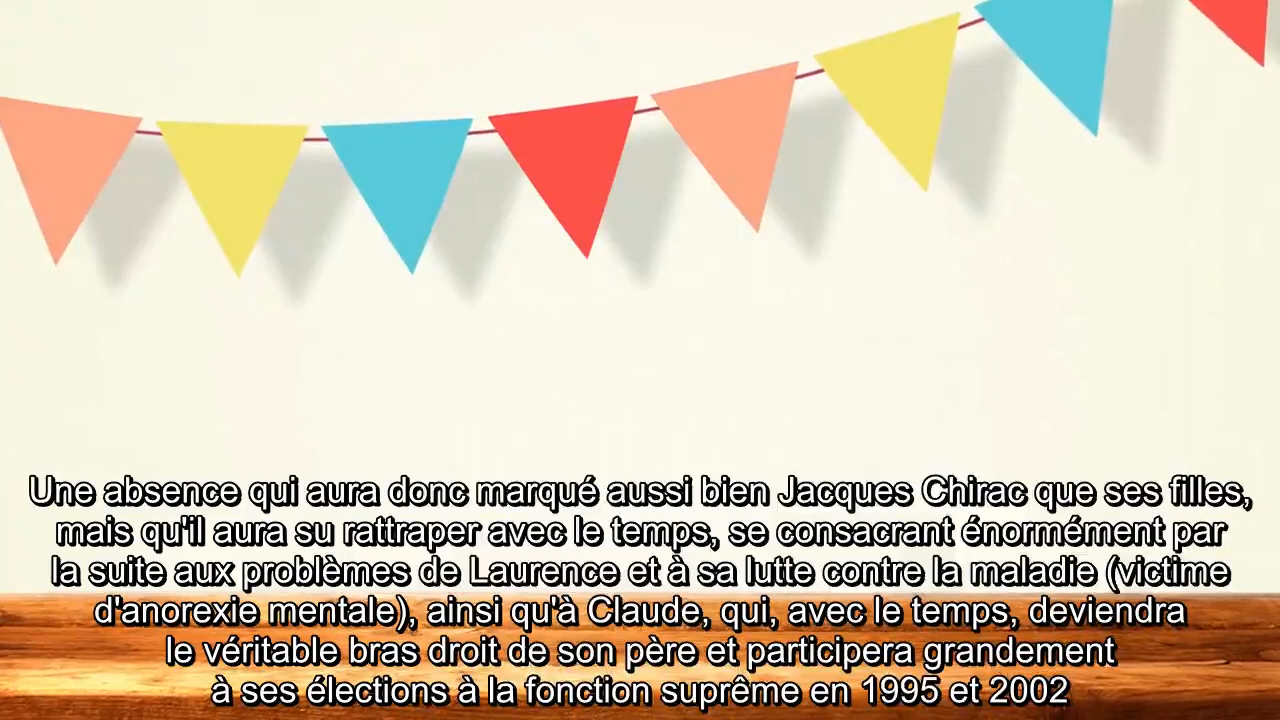 Une absence qui aura donc marqué aussi bien Jacques Chirac que ses filles,
mais qu'il aura su rattraper avec le temps, se consacrant énormément par
la suite aux problèmes de Laurence et à sa lutte contre la maladie (victime
d'anorexie mentale), ainsi qu'à Claude, qui, avec le temps, deviendra
le véritable bras droit de son père et participera grandement
à ses élections à la fonction suprême en 1995 et 2002